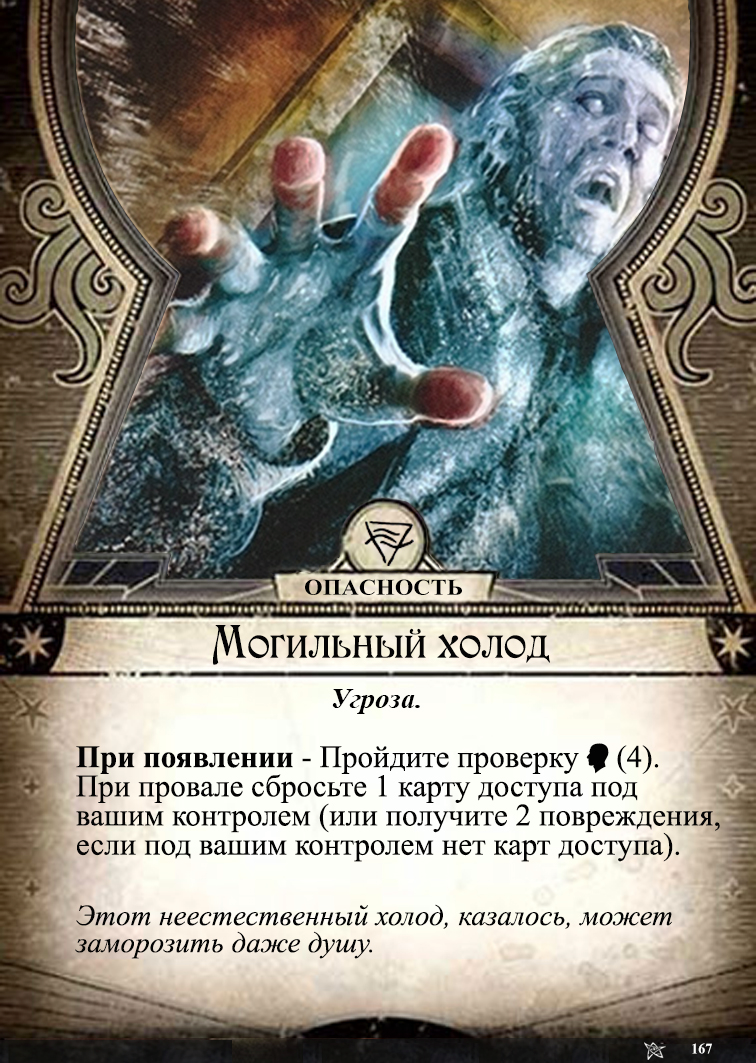 ОПАСНОСТЬ
Могильный холод
Угроза.
При появлении - Пройдите проверку (4).
При провале сбросьте 1 карту доступа под
вашим контролем (или получите 2 повреждения,
если под вашим контролем нет карт доступа).
Этот неестественный холод, казалось, может
заморозить даже душу.
167